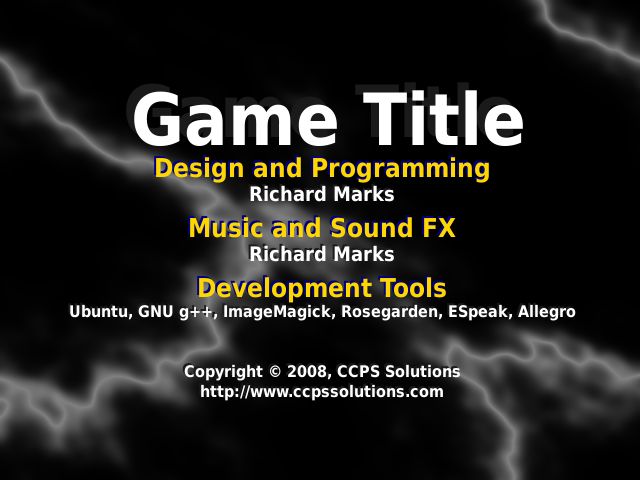 Game Title
Design and Programming
Richard Marks
Music and Sound FX
Richard Marks
Development Tools
Ubuntu, GNU g++, ImageMagick, Rosegarden, ESpeak, Allegro
Copyright © 2008, CCPS Solutions
http://www.ccpssolutions.com